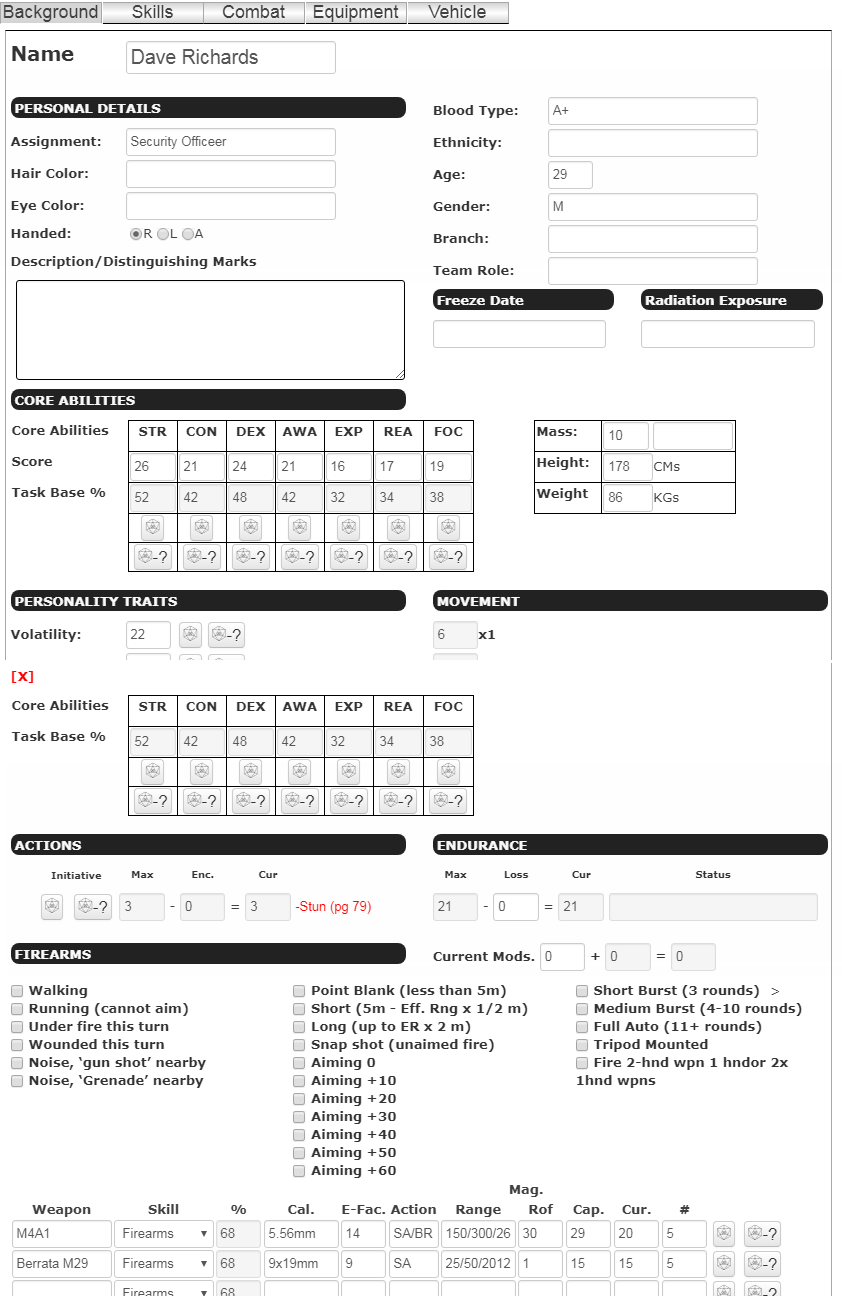 Background Skills Combat Equipment Vehicle
Name Dave Richards
PERSONAL DETAILS
Assignment: Security Officeer
Hair Color:
Eye Color:
Handed: R L A
Description/Distinguishing Marks
Blood Type: A+
Ethnicity:
Age: 29
Gender: M
Branch:
Team Role:
Freeze Date Radiation Exposure
CORE ABILITIES
Core Abilities STR CON DEX AWA EXP REA FOC
Score 26 21 24 21 16 17 19
Task Base % 52 42 48 42 32 34 38
-? -? -? -? -? -? -?
Mass: 10
Height: 178 CMs
Weight 86 KGs
PERSONALITY TRAITS
Volatility: 22 -?
MOVEMENT
6 x1
[X]
Core Abilities STR CON DEX AWA EXP REA FOC
Task Base % 52 42 48 42 32 34 38
-? -? -? -? -? -? -?
ACTIONS
Initiative Max Enc. Cur
-? 3 - 0 = 3 -Stun (pg 79)
ENDURANCE
Max Loss Cur Status
21 - 0 = 21
FIREARMS
Current Mods. 0 + 0 = 0
Walking
Running (cannot aim)
Under fire this turn
Wounded this turn
Noise, ‘gun shot’ nearby
Noise, ‘Grenade’ nearby
Point Blank (less than 5m)
Short (5m - Eff. Rng x 1/2 m)
Long (up to ER x 2 m)
Snap shot (unaimed fire)
Aiming 0
Aiming +10
Aiming +20
Aiming +30
Aiming +40
Aiming +50
Aiming +60
Short Burst (3 rounds) >
Medium Burst (4-10 rounds)
Full Auto (11+ rounds)
Tripod Mounted
Fire 2-hnd wpn 1 hndor 2x
1hnd wpns
Mag.
Weapon Skill % Cal. E-Fac. Action Range Rof Cap. Cur. #
M4A1 Firearms 68 5.56mm 14 SA/BR 150/300/26 30 29 20 5 -?
Berrata M29 Firearms 68 9x19mm 9 SA 25/50/2012 1 15 15 5 -?
Firearms 68 -?